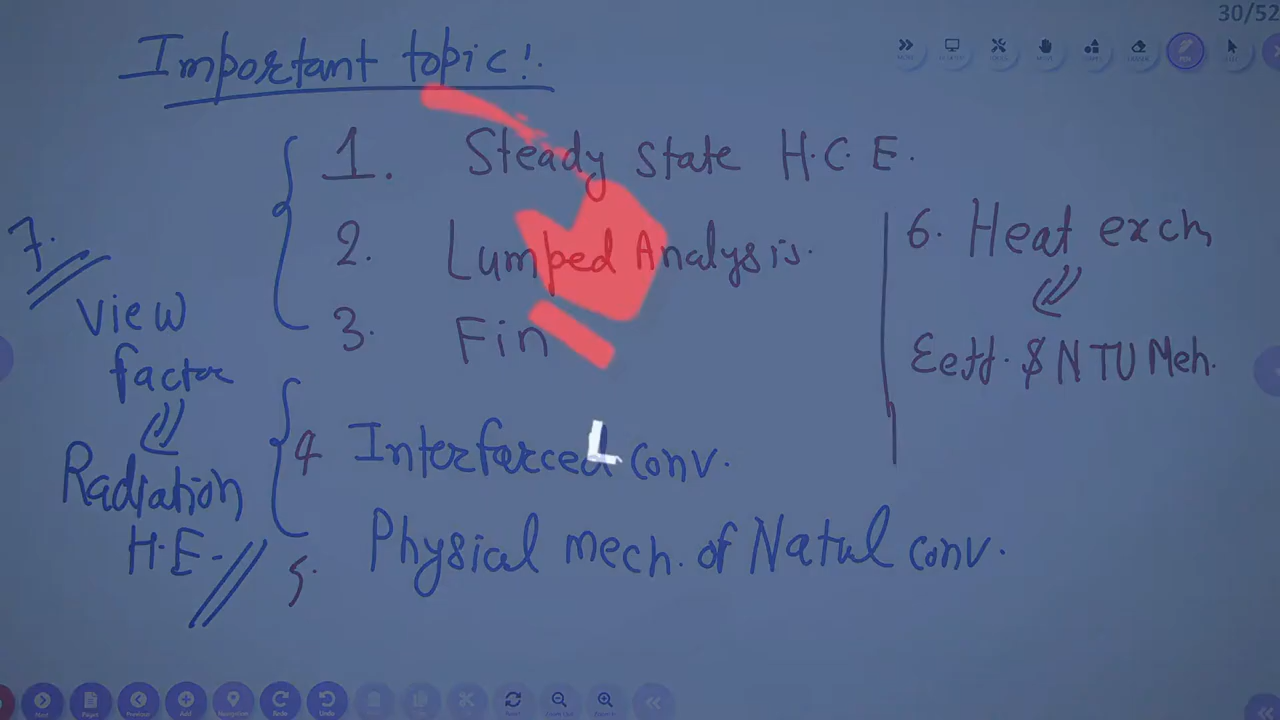 30/52
Important topic!.
1. Steady State H.C.E.
2. Lumped Analysis.
3. Fin
4 Interforced conv.
5. Physical mech. of Natul conv.
6. Heat exch,
Eeff. $ NTU Meh.
7.
View
factor
Radiation
H.E-
L